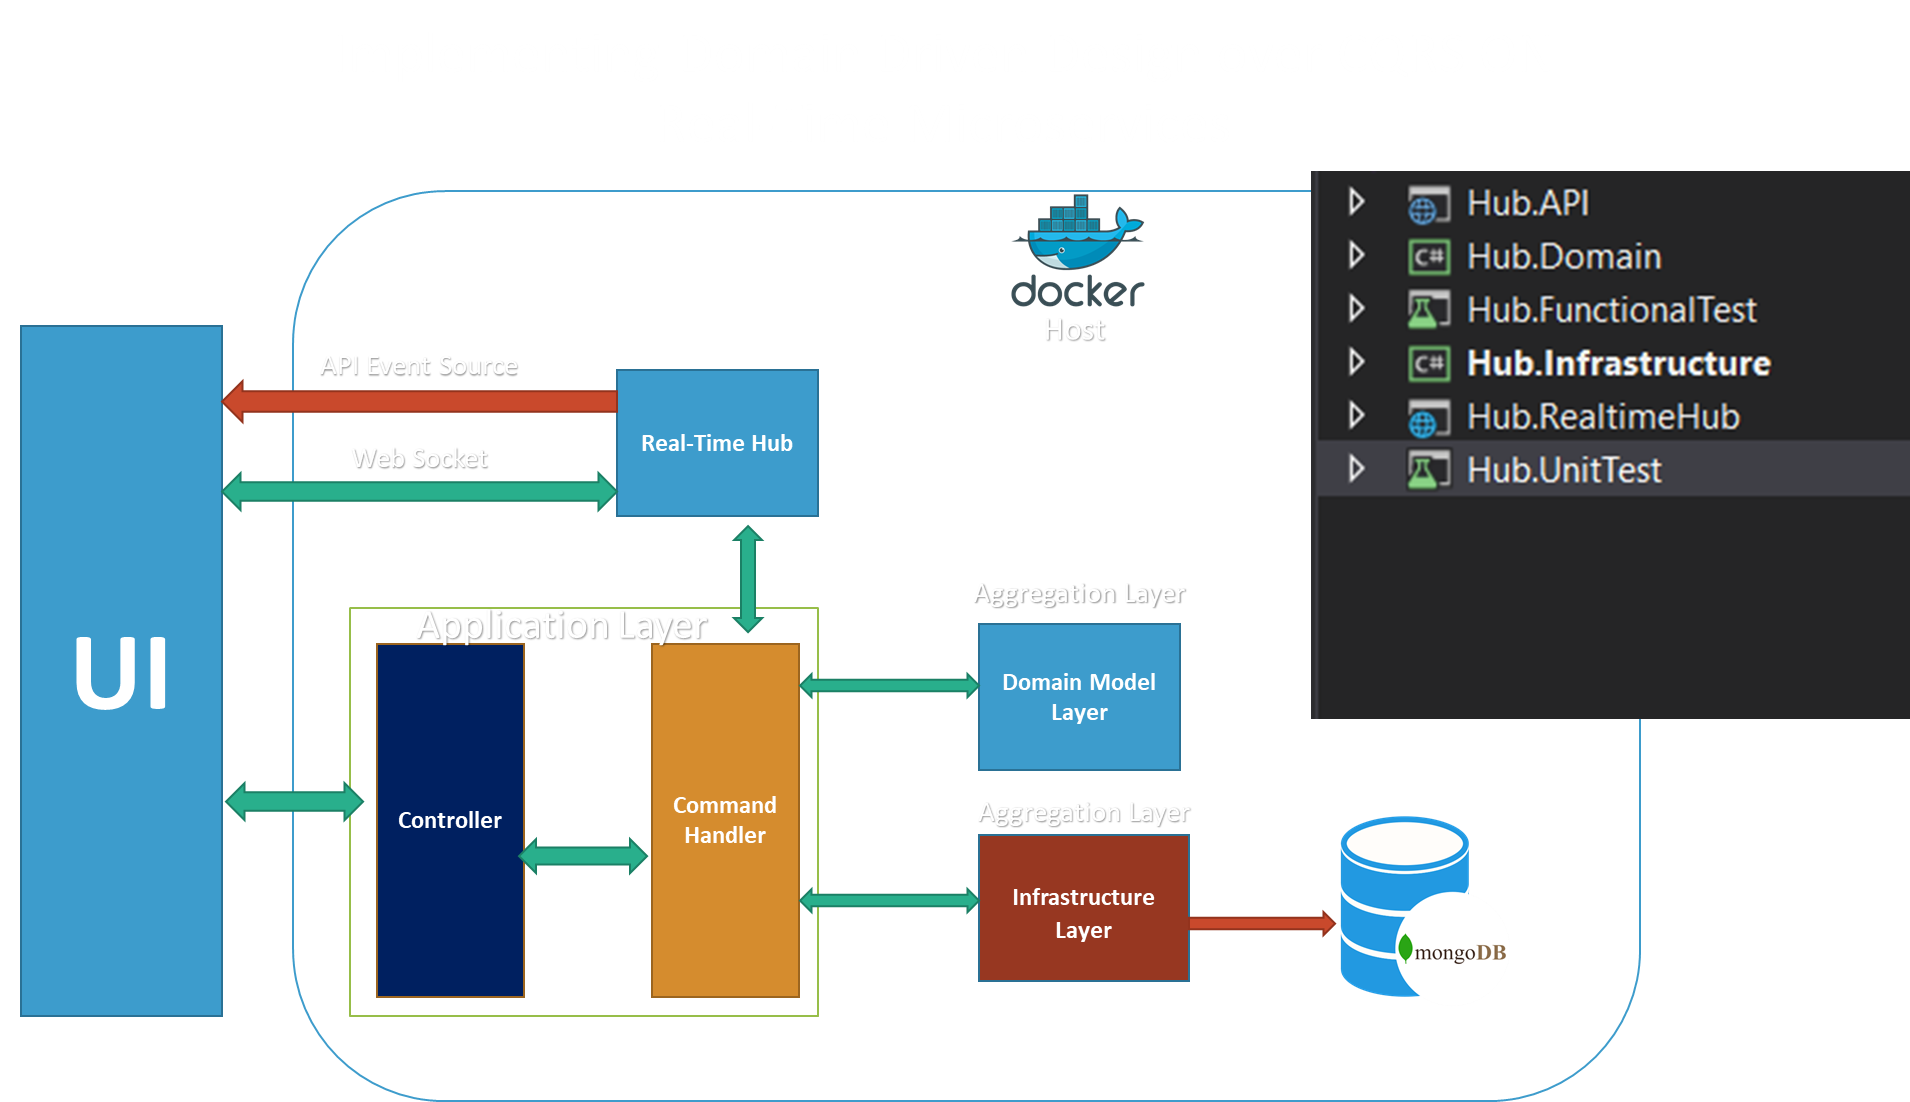 docker
Host
Hub.API
Hub.Domain
Hub.FunctionalTest
Hub.Infrastructure
Hub.RealtimeHub
Hub.UnitTest
API Event Source
Real-Time Hub
Web Socket
UI
Application Layer
Controller
Command
Handler
Aggregation Layer
Domain Model
Layer
Aggregation Layer
Infrastructure
Layer
mongoDB
C#
C#